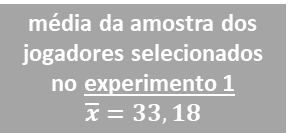 média da amostra dos
jogadores selecionados
no experimento 1
x̅ = 33,18